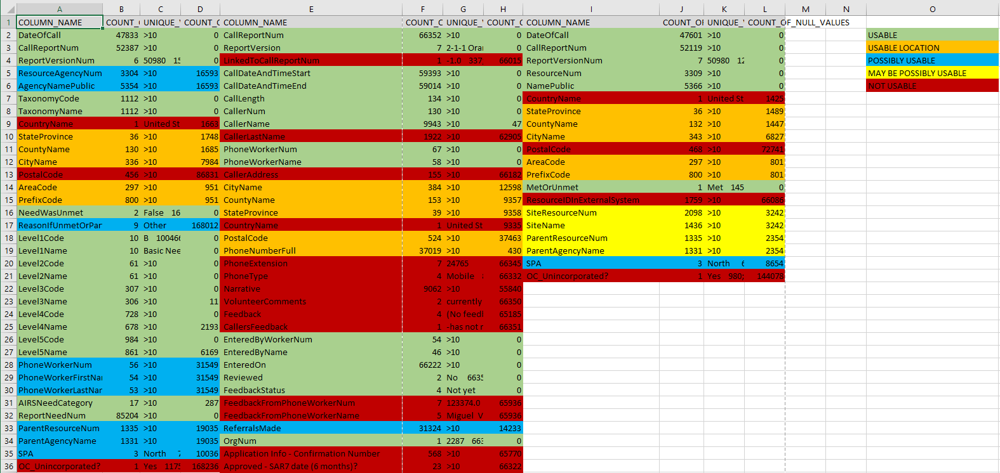 A B C D E F G H I J K L M N O
1 COLUMN_NAME COUNT_ UNIQUE_ COUNT_ COLUMN_NAME COUNT_C UNIQUE_ COUNT_C COLUMN_NAME COUNT_OF UNIQUE_ COUNT_OF_NULL_VALUES
2 DateOfCall 47833 >10 0 CallReportNum 66352 >10 0 DateOfCall 47601 >10 0 USABLE
3 CallReportNum 52387 >10 0 ReportVersion 7 2-1-1 Ora 0 CallReportNum 52119 >10 0 USABLE LOCATION
4 ReportVersionNum 6 50980 15 0 LinkedToCallReportNum 1 -1.0 337 66015 ReportVersionNum 7 50980 12 0 POSSIBLY USABLE
5 ResourceAgencyNum 3304 >10 16593 CallDateAndTimeStart 59393 >10 0 ResourceNum 3309 >10 0 MAY BE POSSIBLY USABLE
6 AgencyNamePublic 5354 >10 16593 CallDateAndTimeEnd 59014 >10 0 NamePublic 5366 >10 0 NOT USABLE
7 TaxonomyCode 1112 >10 0 CallLength 134 >10 0 CountryName 1 United St 1425
8 TaxonomyName 1112 >10 0 CallerNum 130 >10 0 StateProvince 36 >10 1489
9 CountryName 1 United St 1663 CallerName 9943 >10 47 CountyName 132 >10 1447
10 StateProvince 36 >10 1748 CallerLastName 1922 >10 62905 CityName 343 >10 6827
11 CountyName 130 >10 1685 PhoneWorkerNum 67 >10 0 PostalCode 468 >10 72741
12 CityName 336 >10 7984 PhoneWorkerName 58 >10 0 AreaCode 297 >10 801
13 PostalCode 456 >10 86831 CallerAddress 155 >10 66182 PrefixCode 800 >10 801
14 AreaCode 297 >10 951 CityName 384 >10 12598 MetOrUnmet 1 Met 145 0
15 PrefixCode 800 >10 951 CountyName 153 >10 9357 ResourceIDInExternalSystem 1759 >10 66086
16 NeedWasUnmet 2 False 16 0 StateProvince 39 >10 9358 SiteResourceNum 2098 >10 3242
17 ReasonIfUnmetOrPar 9 Other 168012 CountryName 1 United St 9335 SiteName 1436 >10 3242
18 Level1Code 10 B 100466 0 PostalCode 524 >10 37463 ParentResourceNum 1335 >10 2354
19 Level1Name 10 Basic Nee 0 PhoneNumberFull 37019 >10 430 ParentAgencyName 1331 >10 2354
20 Level2Code 61 >10 0 PhoneExtension 7 24765 66345 SPA 3 North 6 8654
21 Level2Name 61 >10 0 PhoneType 4 Mobile 66332 OC_Unincorporated? 1 Yes 980; 144078
22 Level3Code 307 >10 0 Narrative 9062 >10 55840
23 Level3Name 306 >10 11 VolunteerComments 2 currently 66350
24 Level4Code 728 >10 0 Feedback 4 (No feedl 65185
25 Level4Name 678 >10 2193 CallersFeedback 1 -has not r 66351
26 Level5Code 984 >10 0 EnteredByWorkerNum 54 >10 0
27 Level5Name 861 >10 6169 EnteredByName 46 >10 0
28 PhoneWorkerNum 56 >10 31549 EnteredOn 66222 >10 0
29 PhoneWorkerFirstNa 54 >10 31549 Reviewed 2 No 6635 0
30 PhoneWorkerLastNar 53 >10 31549 FeedbackStatus 4 Not yet 0
31 AIRSNeedCategory 17 >10 287 FeedbackFromPhoneWorkerNum 7 123374.0 65936
32 ReportNeedNum 85204 >10 0 FeedbackFromPhoneWorkerName 5 Miguel V 65936
33 ParentResourceNum 1335 >10 19035 ReferralsMade 31324 >10 14233
34 ParentAgencyName 1331 >10 19035 OrgNum 1 2287 663 0
35 SPA 3 North 7 10036 Application Info - Confirmation Number 568 >10 65770
36 OC_Unincorporated? 1 Yes 1175 168236 Approved - SAR7 date (6 months)? 23 >10 66322